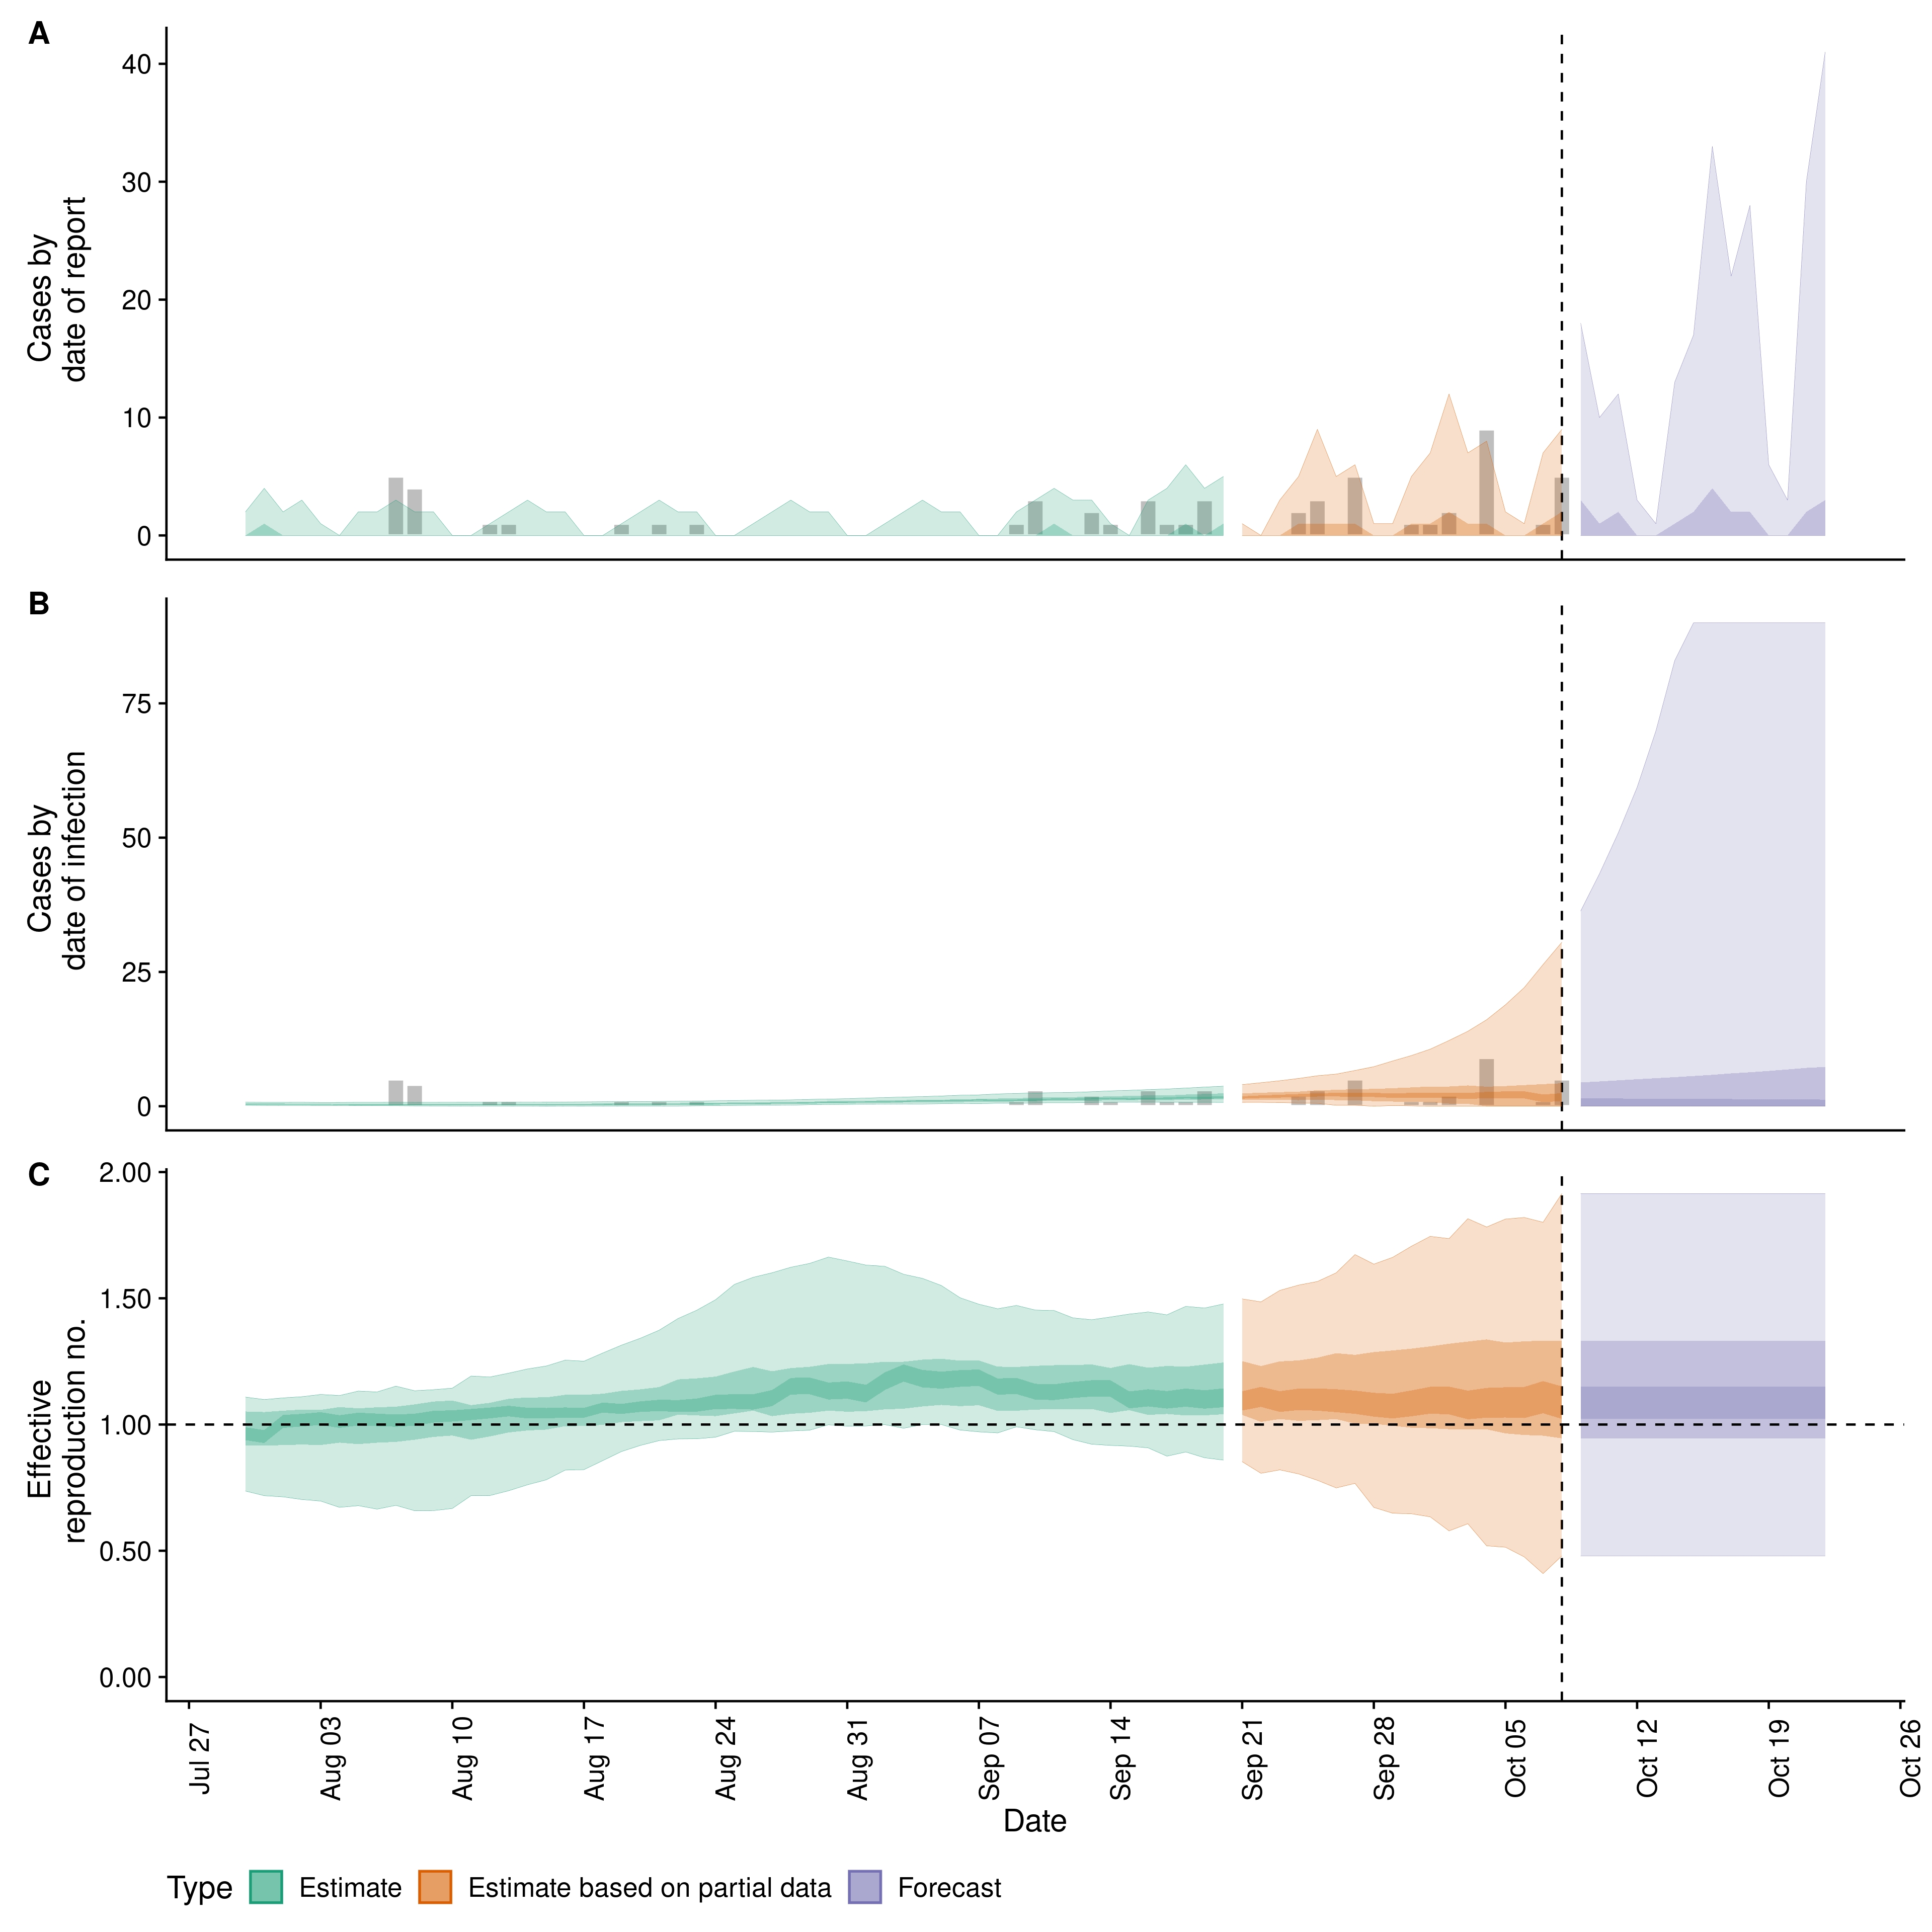 A
40
30
20
10
0
Cases by
date of report
B
75
50
25
0
Cases by
date of infection
C
2.00
1.50
1.00
0.50
0.00
Effective
reproduction no.
Jul 27
Aug 03
Aug 10
Aug 17
Aug 24
Aug 31
Sep 07
Sep 14
Sep 21
Sep 28
Oct 05
Oct 12
Oct 19
Oct 26
Date
Type Estimate Estimate based on partial data Forecast